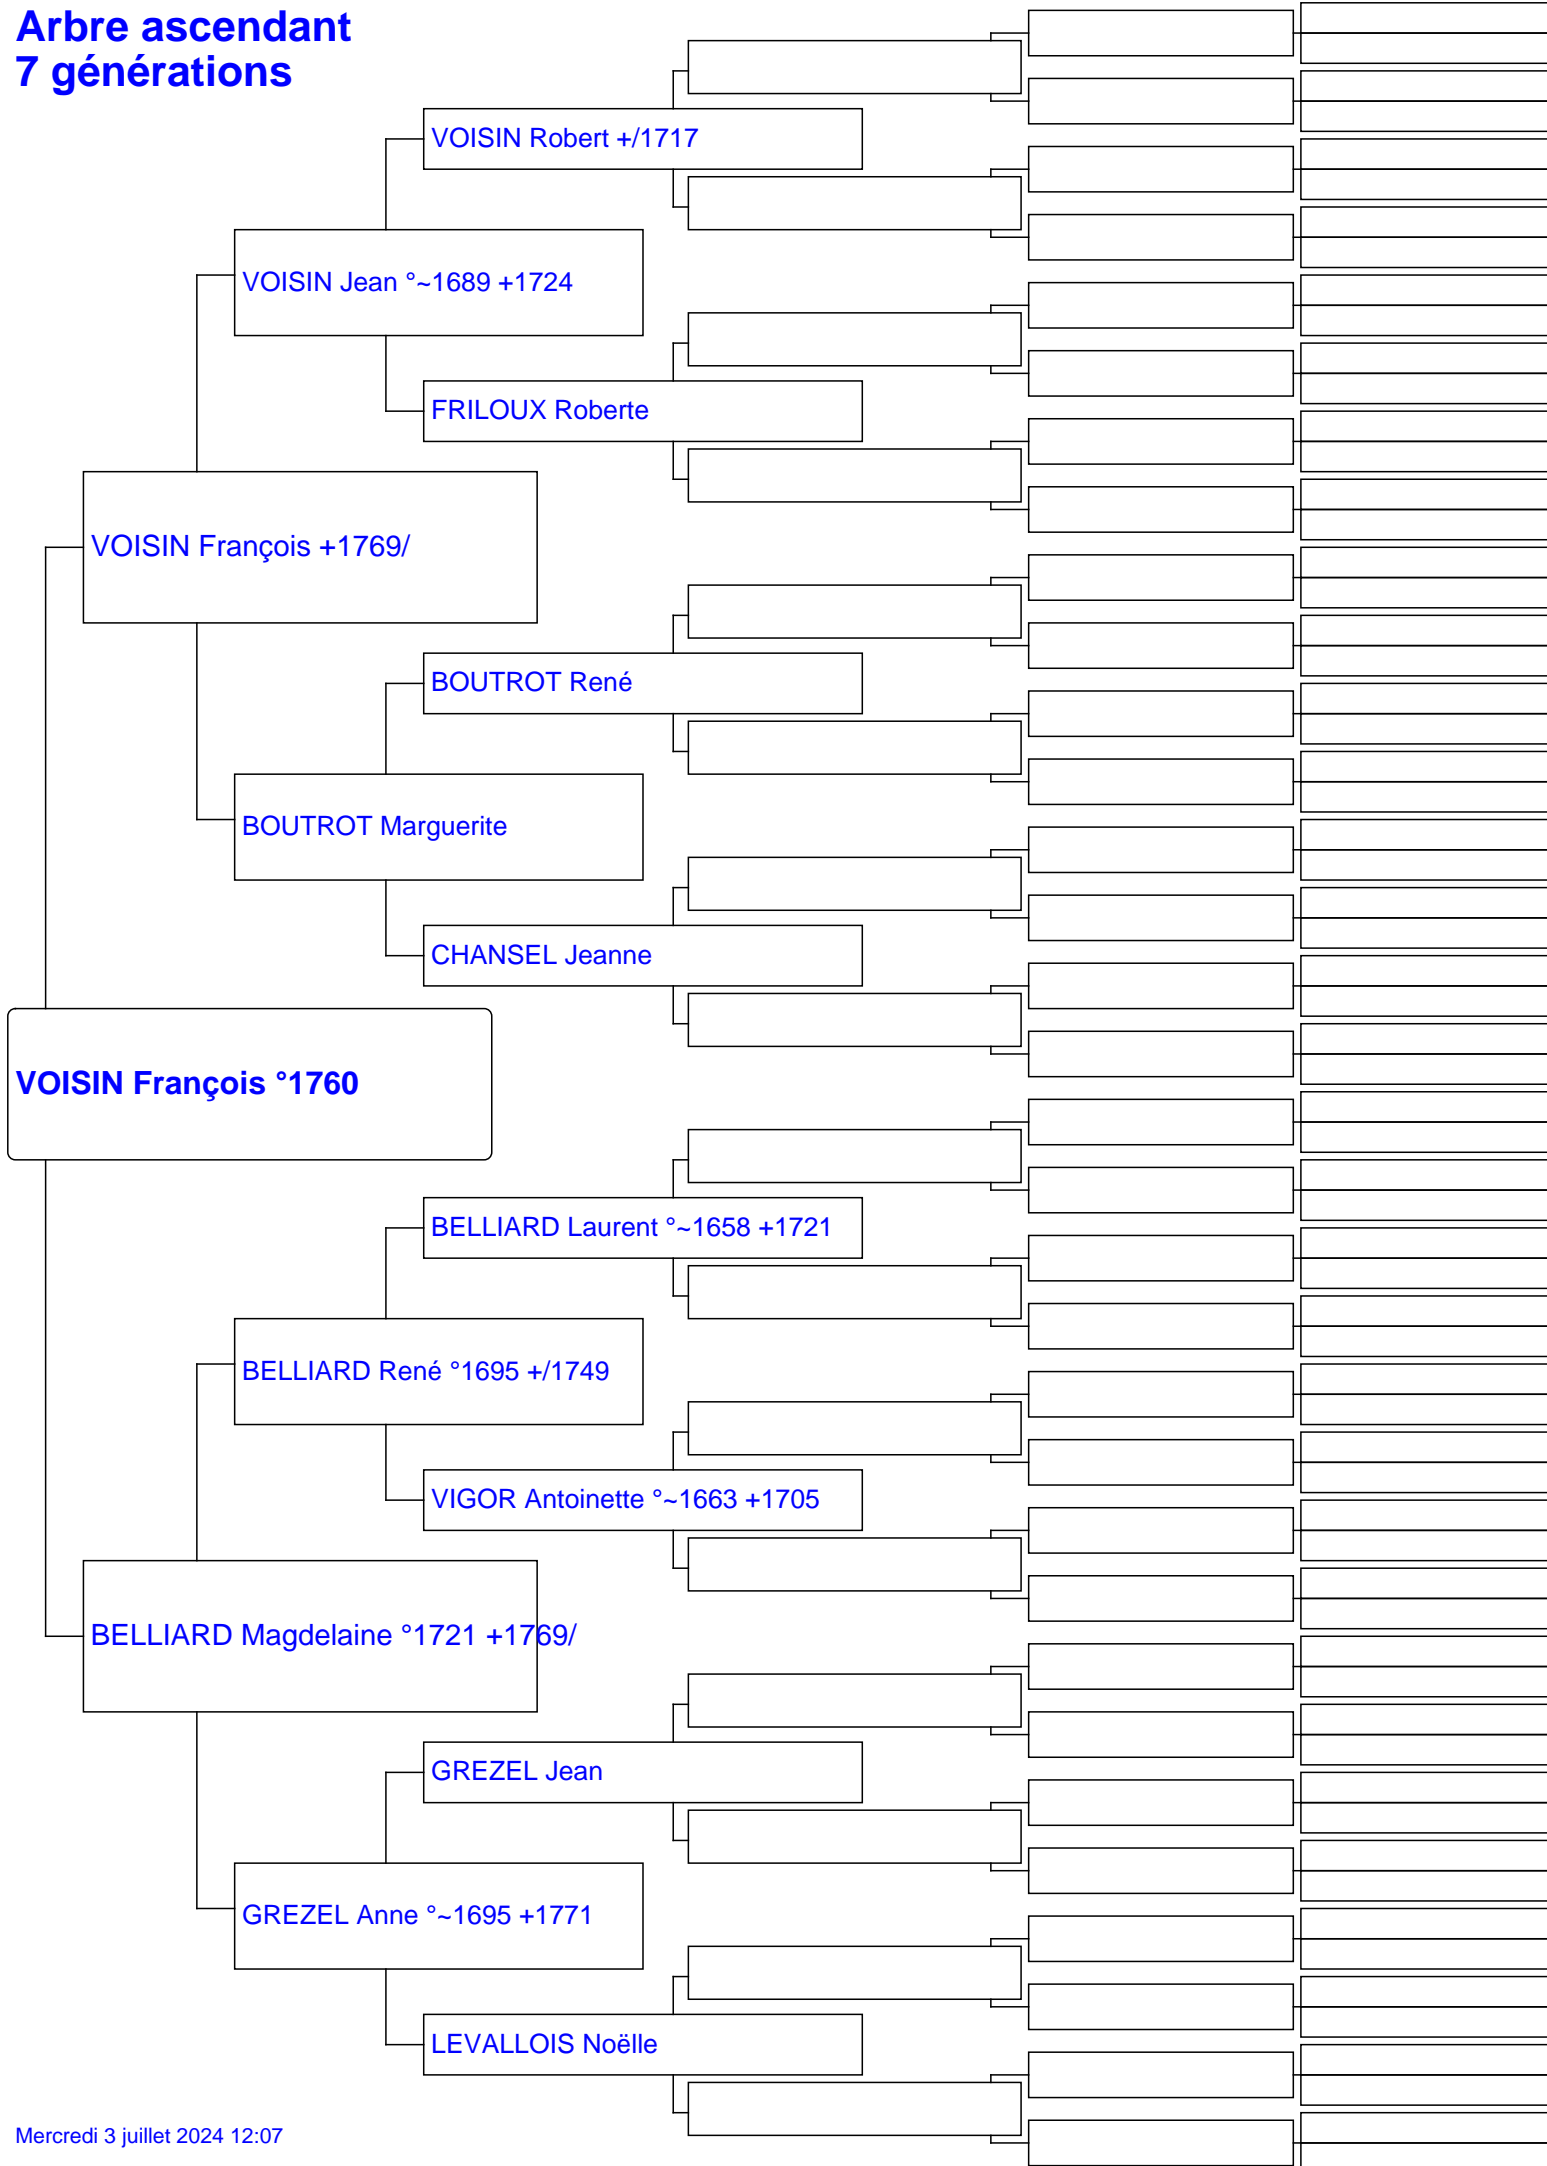 Arbre ascendant
7 générations
VOISIN Robert +/1717
VOISIN Jean °~1689 +1724
FRILOUX Roberte
VOISIN François +1769/
BOUTROT René
BOUTROT Marguerite
CHANSEL Jeanne
VOISIN François °1760
BELLIARD Laurent °~1658 +1721
BELLIARD René °1695 +/1749
VIGOR Antoinette °~1663 +1705
BELLIARD Magdelaine °1721 +1769/
GREZEL Jean
GREZEL Anne °~1695 +1771
LEVALLOIS Noëlle
Mercredi 3 juillet 2024 12:07